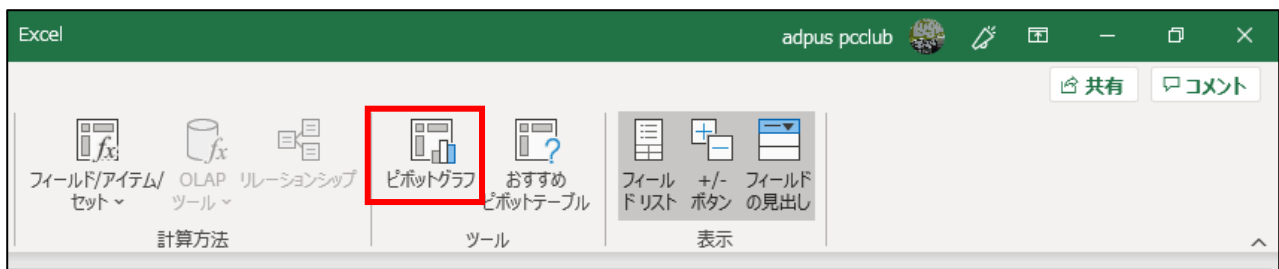 Excel
adpus pcclub
共有
コメント
フィールド/アイテム/
セット
OLAP
ツール
リレーションシップ
ピボットグラフ
おすすめ
ピボットテーブル
フィール
ドリスト
+/-
ボタン
フィールド
の見出し
計算方法
ツール
表示